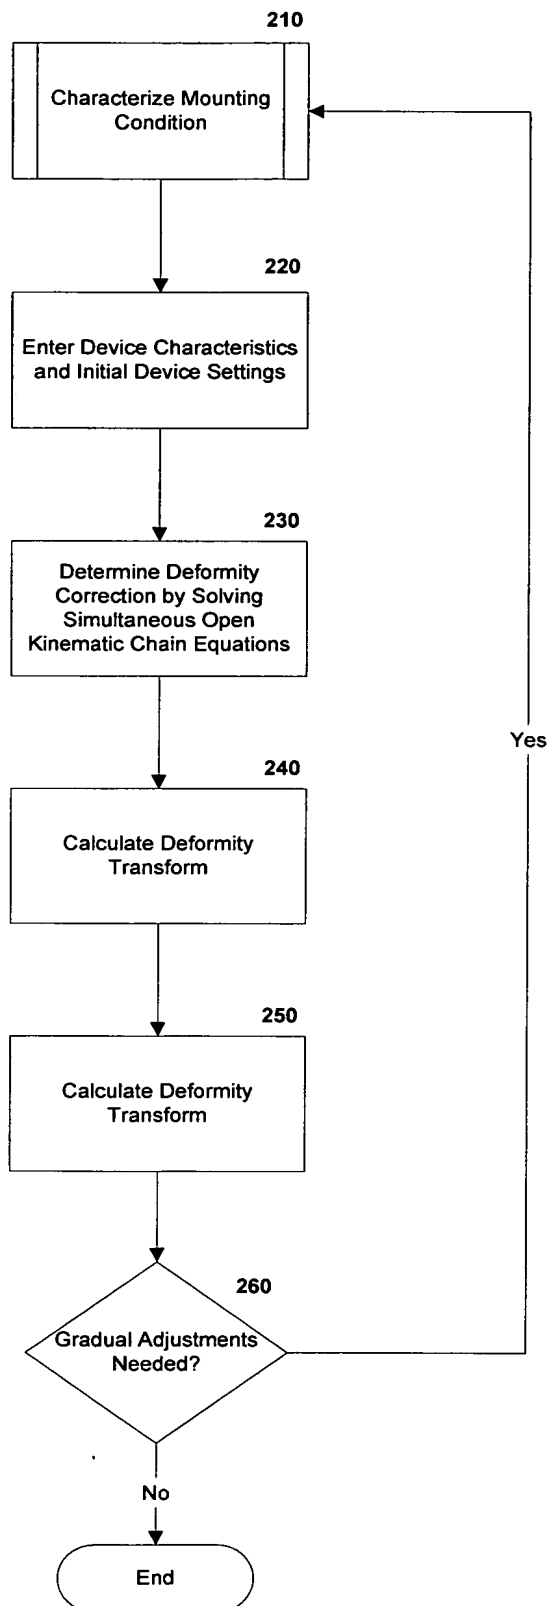 210
Characterize Mounting
Condition
220
Enter Device Characteristics
and Initial Device Settings
230
Determine Deformity
Correction by Solving
Simultaneous Open
Kinematic Chain Equations
Yes
240
Calculate Deformity
Transform
250
Calculate Deformity
Transform
260
Gradual Adjustments
Needed?
No
End